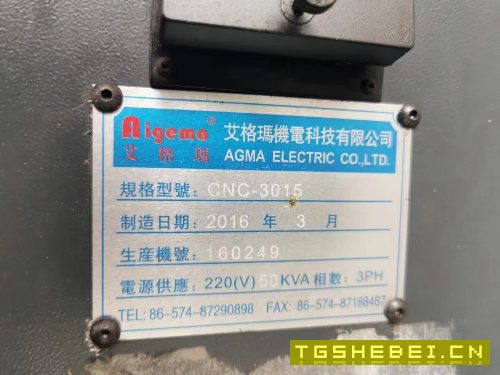 Aigema®
艾格瑪
艾格瑪機電科技有限公司
AGMA ELECTRIC CO.,LTD.
規格型號: CNC-3015
制造日期: 2016 年 3 月
生産機號: 160249
電源供應: 220(V) 50KVA 相數: 3PH
TEL: 86-574-87290898 FAX: 86-574-87168467
TGSHEBEI.CN